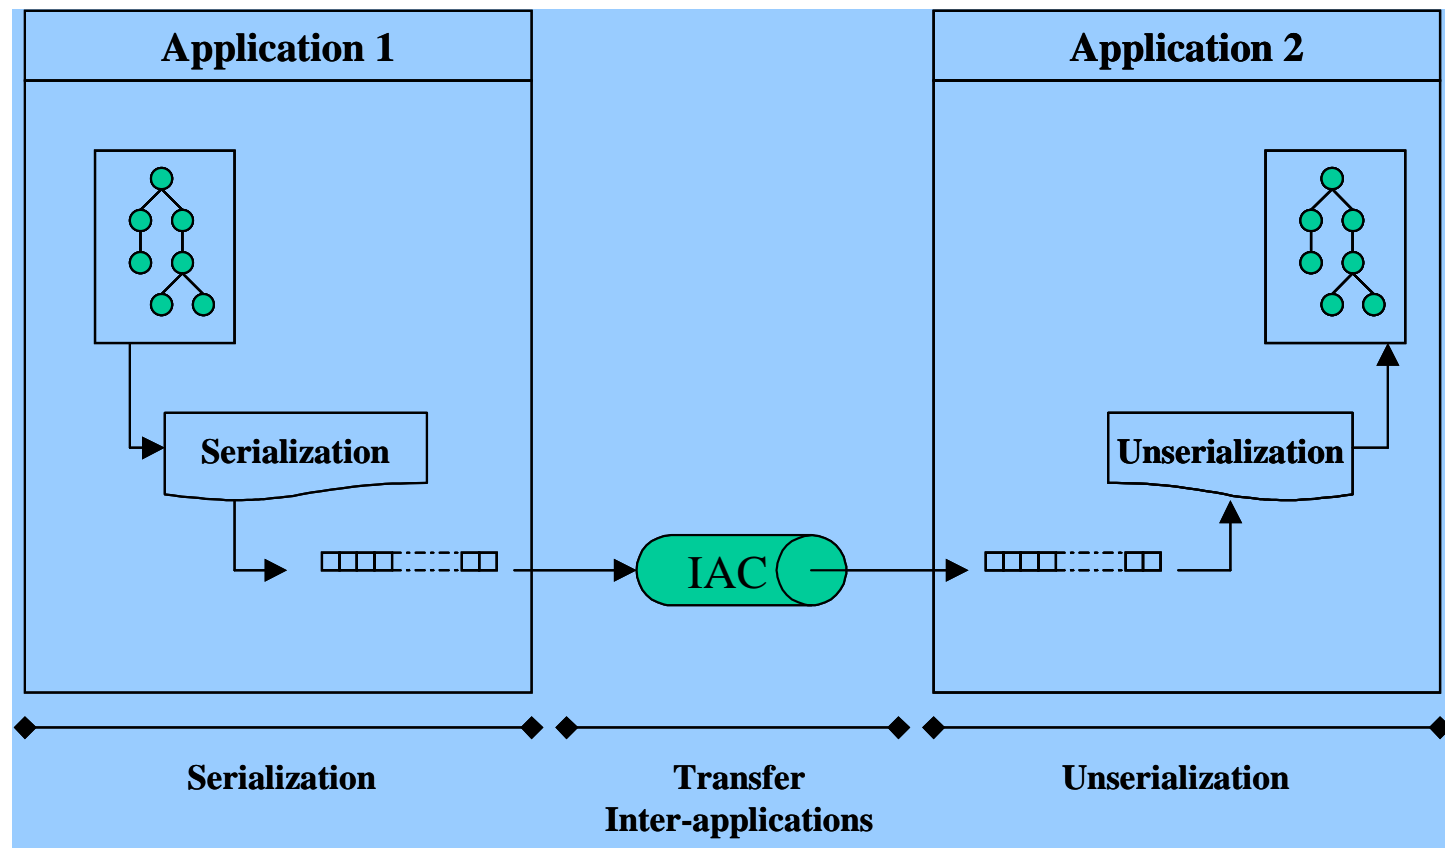 Application 1
Application 2
Serialization
Unserialization
IAC
Serialization
Transfer
Inter-applications
Unserialization